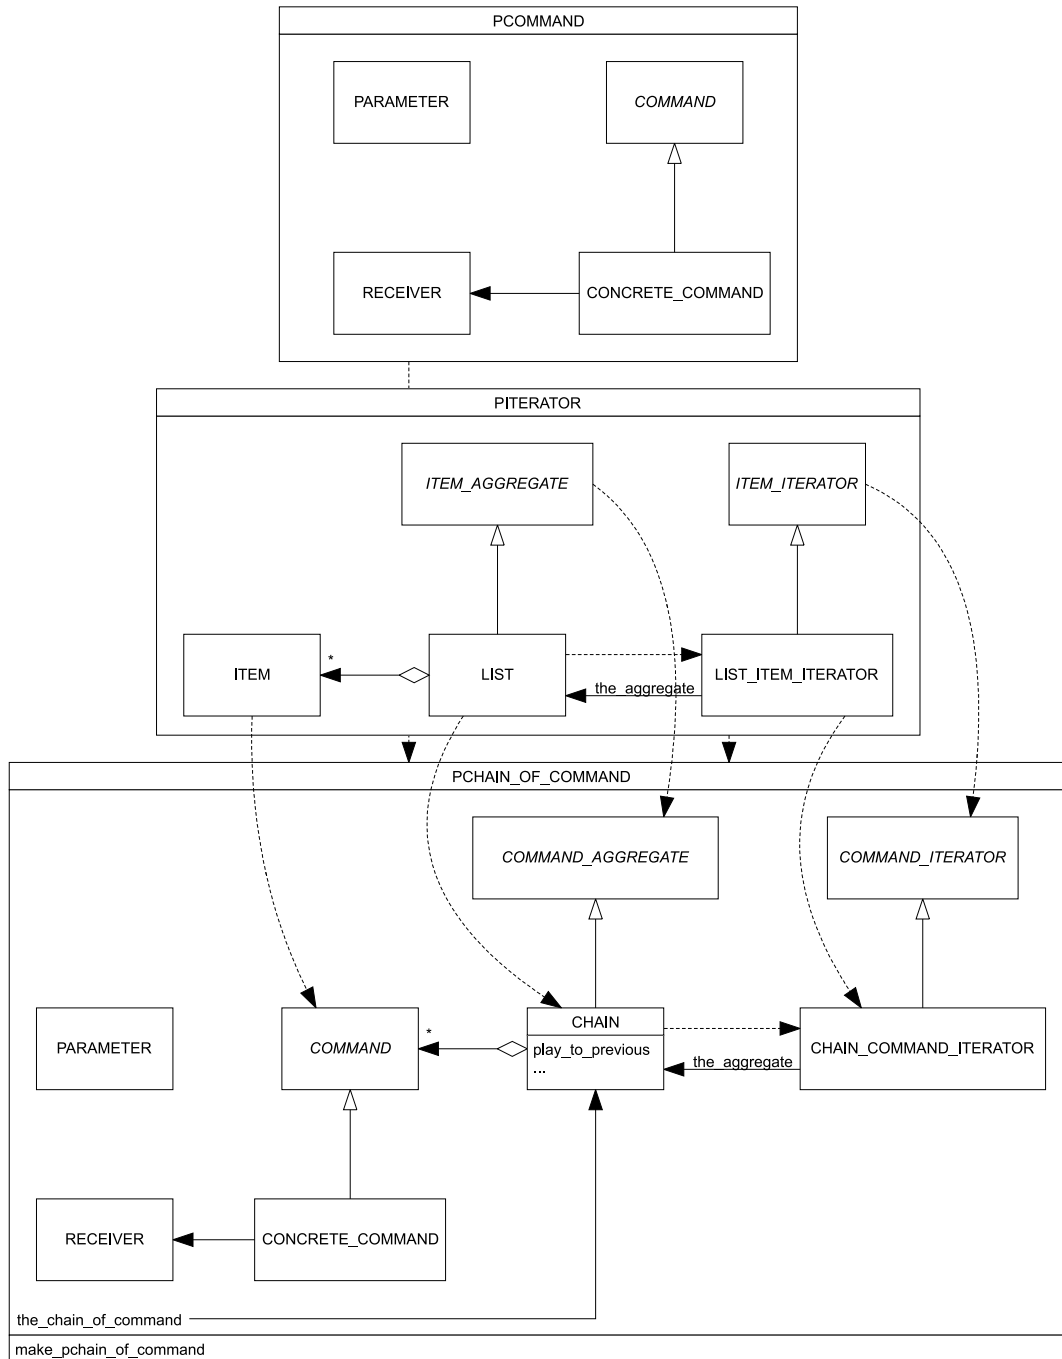 PCOMMAND
PARAMETER
COMMAND
RECEIVER
CONCRETE_COMMAND
PITERATOR
ITEM_AGGREGATE
ITEM_ITERATOR
*
ITEM
LIST
LIST_ITEM_ITERATOR
the_aggregate
PCHAIN_OF_COMMAND
COMMAND_AGGREGATE
COMMAND_ITERATOR
CHAIN
*
PARAMETER
COMMAND
play_to_previous
...
CHAIN_COMMAND_ITERATOR
the_aggregate
RECEIVER
CONCRETE_COMMAND
the_chain_of_command
make_pchain_of_command